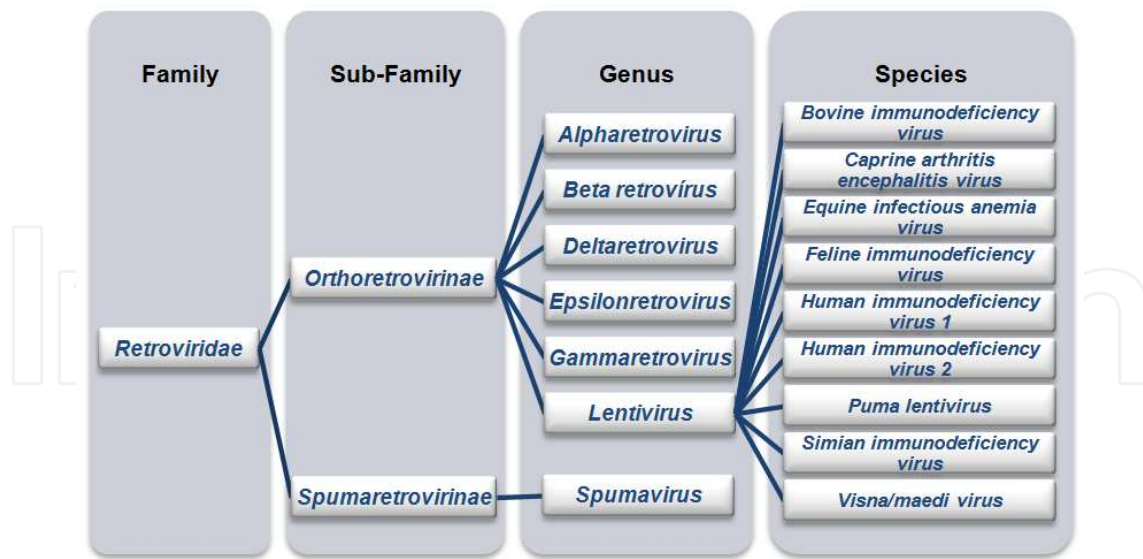 Family
Sub-Family
Genus
Species
Retroviridae
Orthoretrovirinae
Spumaretrovirinae
Alpharetrovirus
Beta retrovírus
Deltaretrovirus
Epsilonretrovirus
Gammaretrovirus
Lentivirus
Spumavirus
Bovine immunodeficiency
virus
Caprine arthritis
encephalitis virus
Equine infectious anemia
virus
Feline immunodeficiency
virus
Human immunodeficiency
virus 1
Human immunodeficiency
virus 2
Puma lentivirus
Simian immunodeficiency
virus
Visna/maedi virus